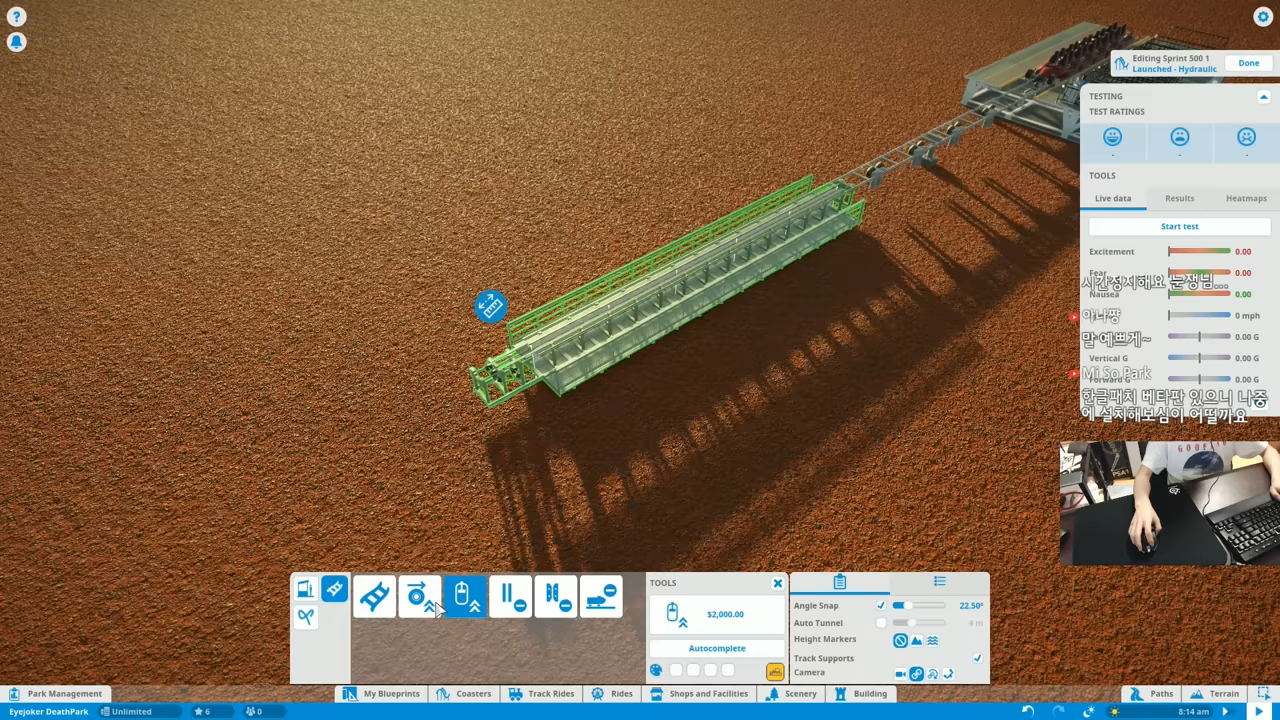 Editing Sprint 500 1
Launched - Hydraulic
Done
TESTING
TEST RATINGS
-
-
-
TOOLS
Live data
Results
Heatmaps
Start test
Excitement
0.00
Fear
0.00
시간정지해요 눈쟁님...
Nausea
0.00
아나쨩
0 mph
말 예쁘게~
0.00 G
Vertical G
0.00 G
Mi So Park
Forward G
0.00 G
한글패치 베타판 있으니 나중
에 설치해보심이 어떨까요
TOOLS
$2,000.00
Autocomplete
Angle Snap
22.50°
Auto Tunnel
4 m
Height Markers
Track Supports
Camera
Park Management
My Blueprints
Coasters
Track Rides
Rides
Shops and Facilities
Scenery
Building
Paths
Terrain
Eyejoker DeathPark
Unlimited
6
0
8:14 am